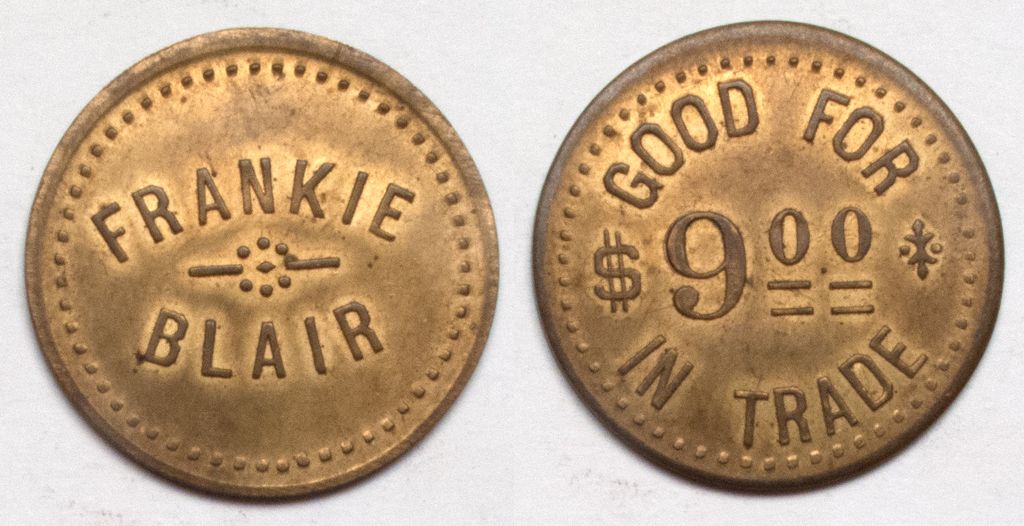 FRANKIE
BLAIR
GOOD FOR
$ 9 00
IN TRADE